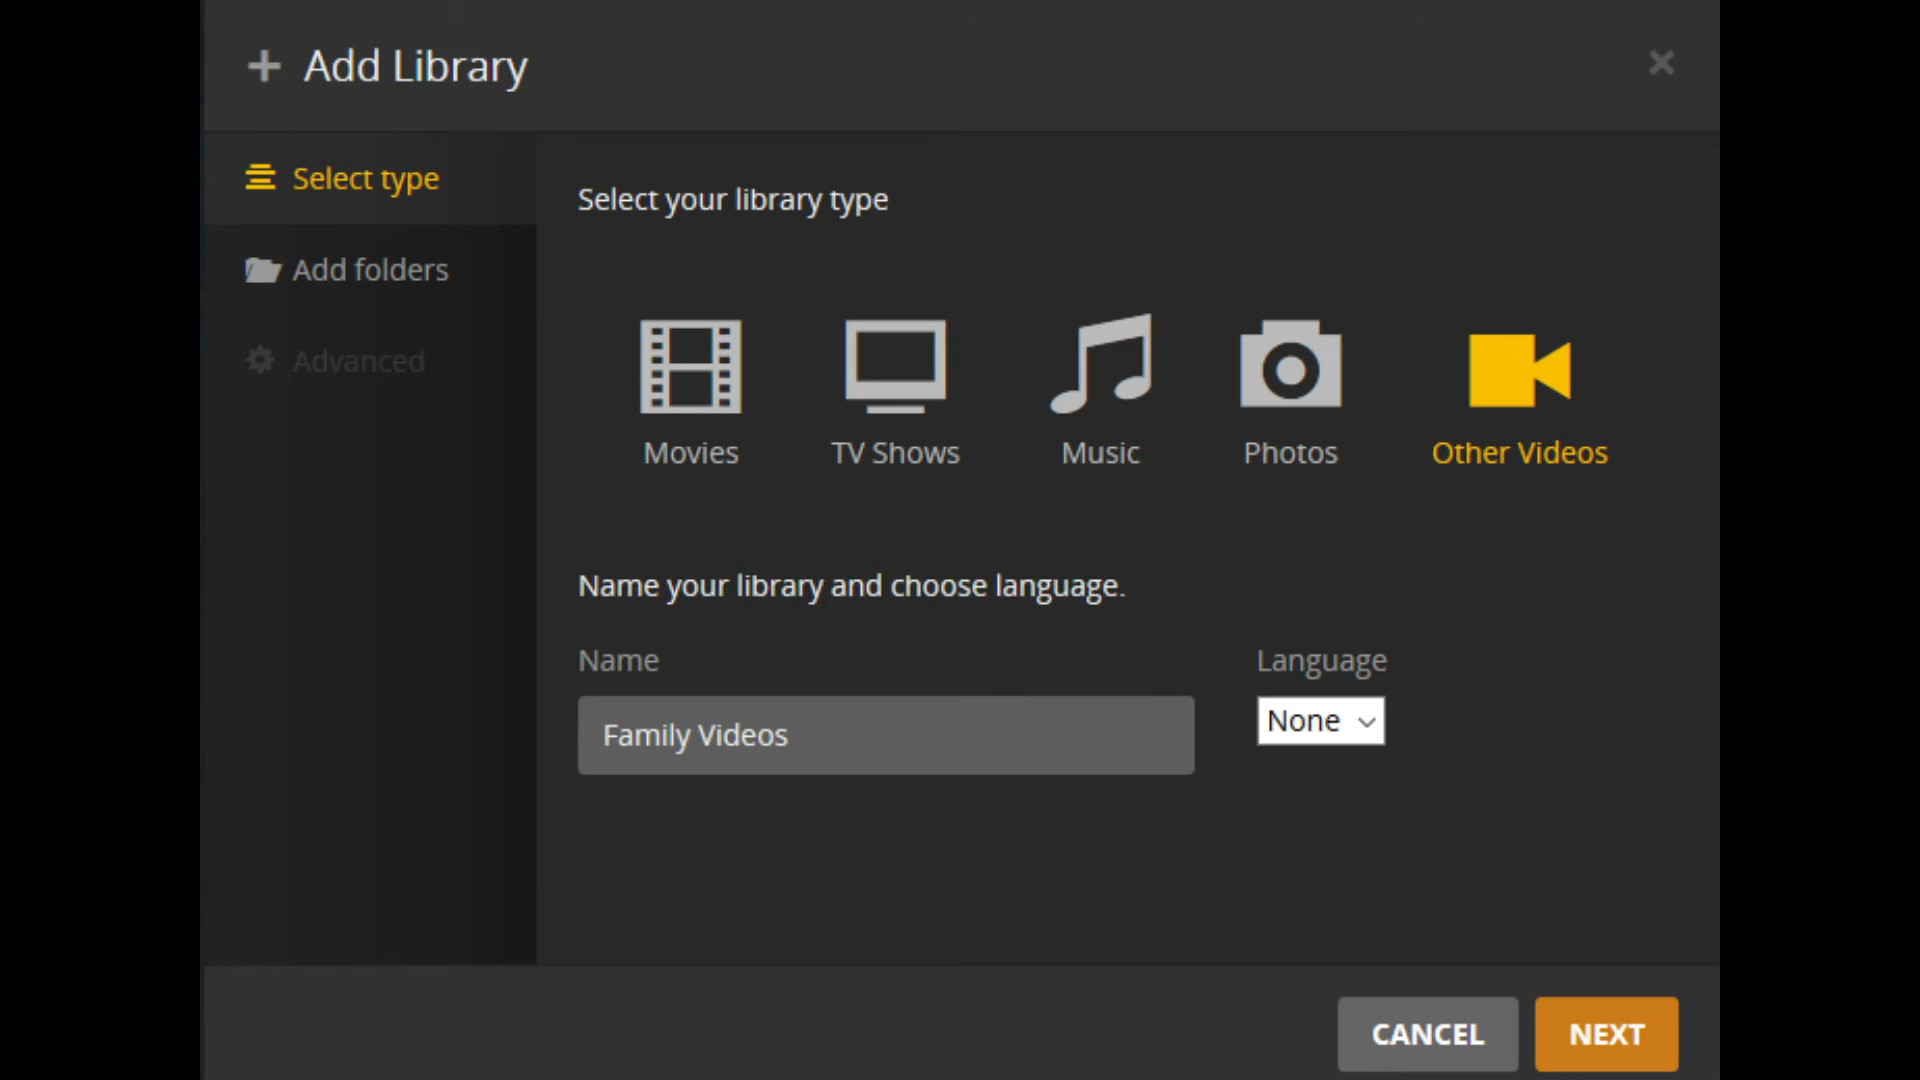 Add Library
Select type
Add folders
Advanced
Select your library type
Movies
TV Shows
Music
Photos
Other Videos
Name your library and choose language.
Name
Language
Family Videos
None
CANCEL
NEXT